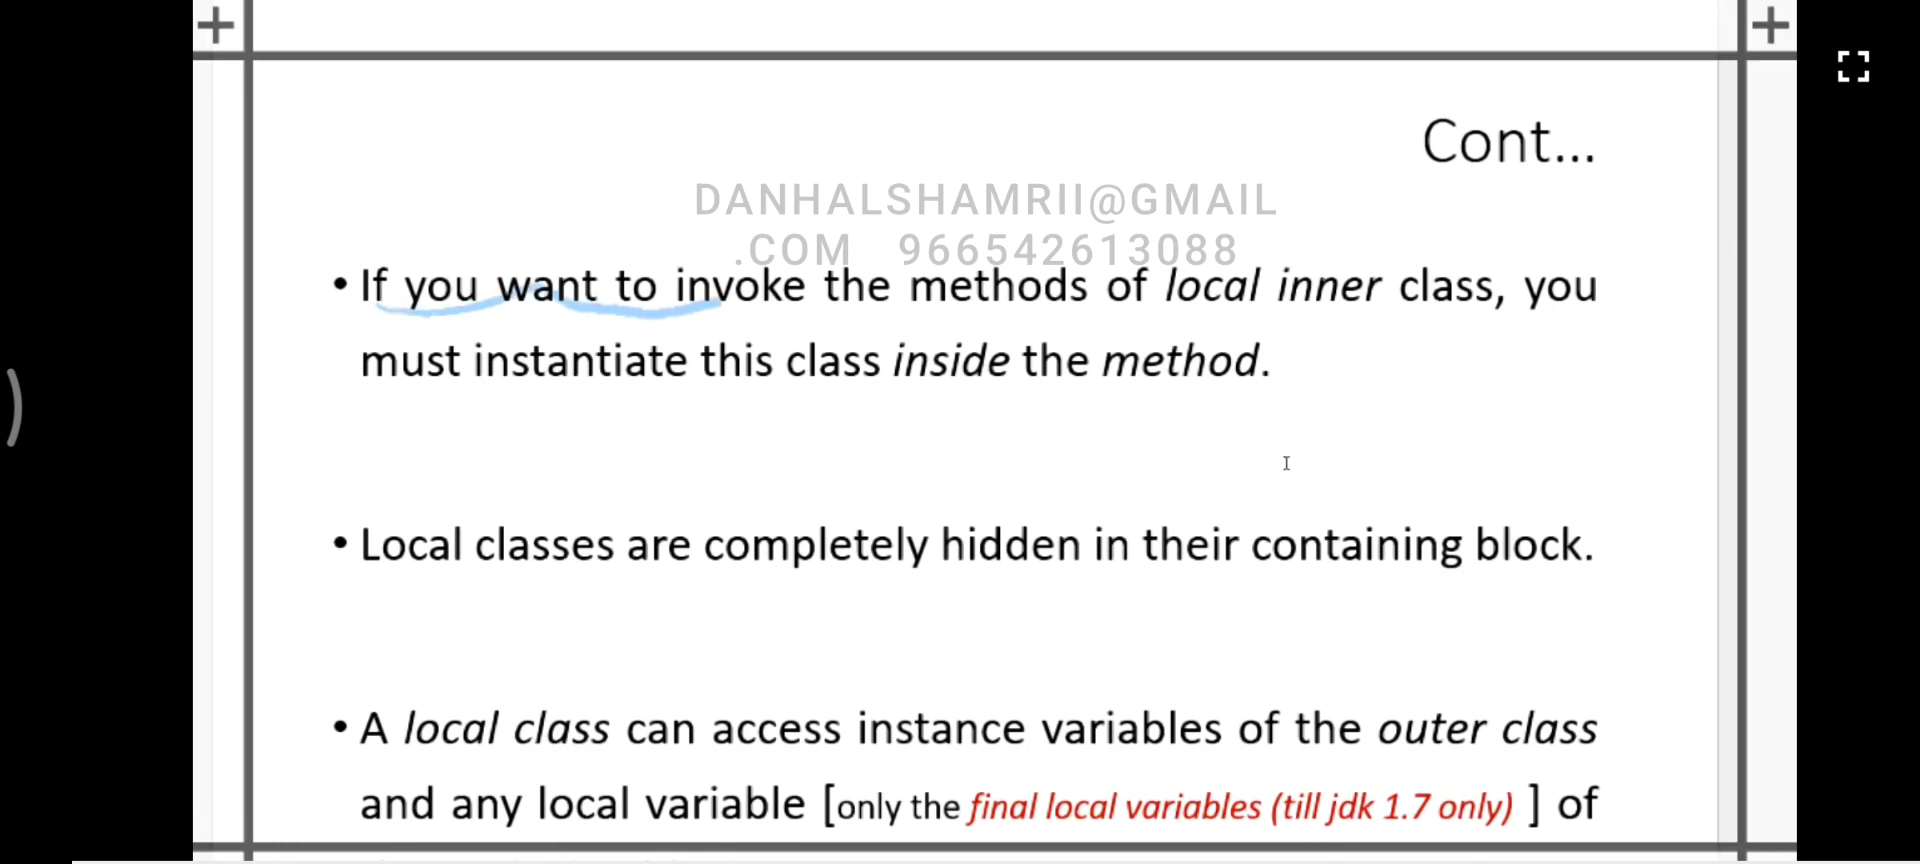 Cont...
DANHALSHAMRII@GMAIL
.COM 966542613088
• If you want to invoke the methods of local inner class, you
must instantiate this class inside the method.
• Local classes are completely hidden in their containing block.
• A local class can access instance variables of the outer class
and any local variable [only the final local variables (till jdk 1.7 only) ] of